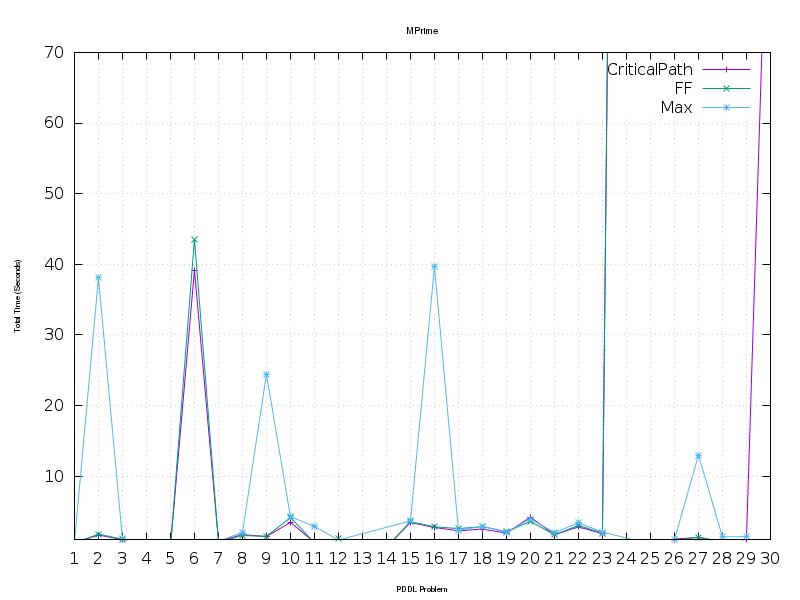 MPrime
70
60
50
40
30
20
10
Total Time (Seconds)
CriticalPath
FF
Max
1 2 3 4 5 6 7 8 9 10 11 12 13 14 15 16 17 18 19 20 21 22 23 24 25 26 27 28 29 30
PDDL Problem